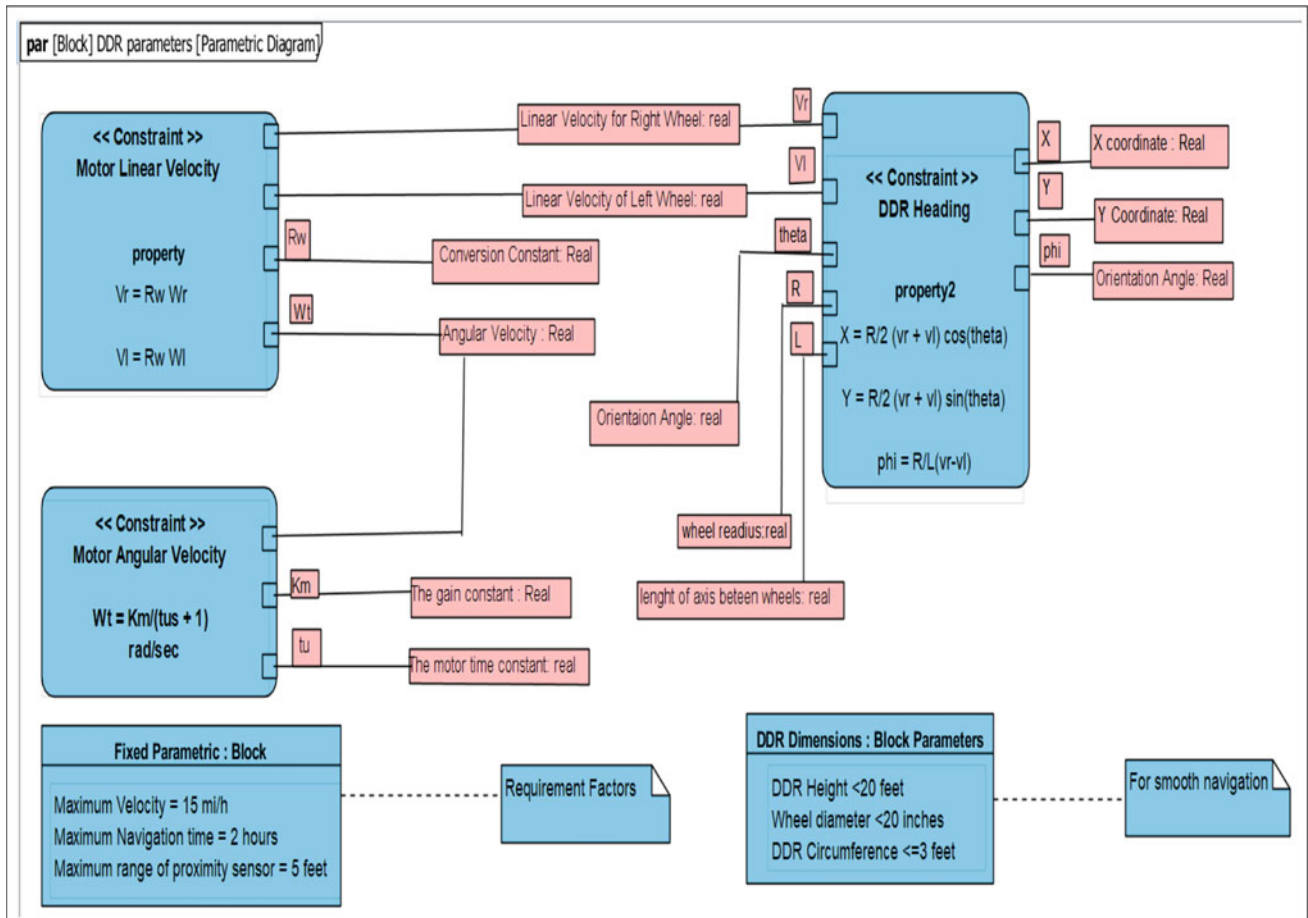 par [Block] DDR parameters [Parametric Diagram]
<< Constraint >>
Motor Linear Velocity
property
Vr = Rw Wr
Vl = Rw Wl
Rw
Wt
Linear Velocity for Right Wheel: real
Linear Velocity of Left Wheel: real
Conversion Constant: Real
Angular Velocity : Real
Vr
Vl
theta
R
L
<< Constraint >>
DDR Heading
property2
X = R/2 (vr + vl) cos(theta)
Y = R/2 (vr + vl) sin(theta)
phi = R/L(vr-vl)
X
Y
phi
X coordinate : Real
Y Coordinate: Real
Orientation Angle: Real
Orientaion Angle: real
wheel readius:real
lenght of axis beteen wheels: real
<< Constraint >>
Motor Angular Velocity
Wt = Km/(tus + 1)
rad/sec
Km
tu
The gain constant : Real
The motor time constant: real
Fixed Parametric : Block
Maximum Velocity = 15 mi/h
Maximum Navigation time = 2 hours
Maximum range of proximity sensor = 5 feet
Requirement Factors
DDR Dimensions : Block Parameters
DDR Height <20 feet
Wheel diameter <20 inches
DDR Circumference <=3 feet
For smooth navigation